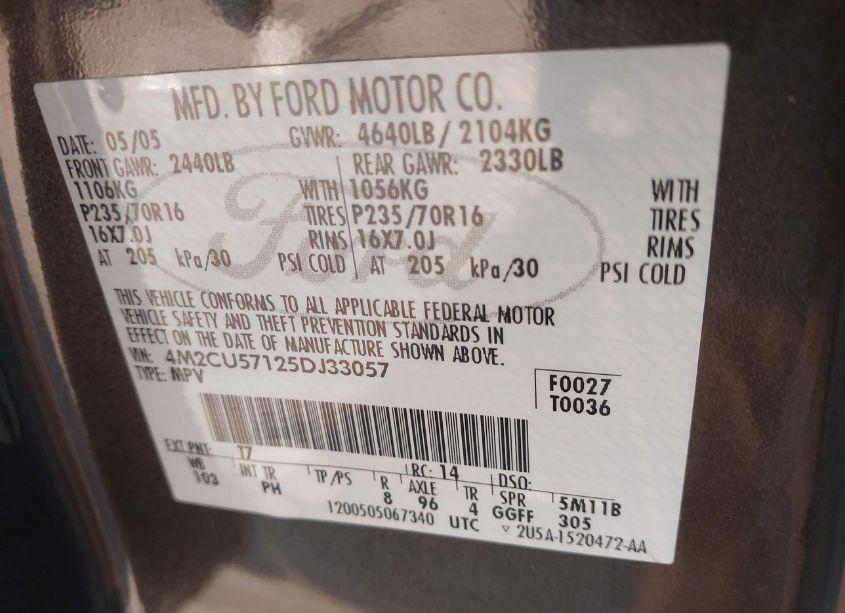 MFD. BY FORD MOTOR CO.
DATE: 05/05 GVWR: 4640LB/ 2104KG
FRONT GAWR: 2440LB REAR GAWR: 2330LB
1106KG WITH 1056KG WITH
P235/70R16 TIRES P235/70R16 TIRES
16X7.0J RIMS 16X7.0J RIMS
AT 205 kPa/30 PSI COLD AT 205 kPa/30 PSI COLD
Ford
THIS VEHICLE CONFORMS TO ALL APPLICABLE FEDERAL MOTOR
VEHICLE SAFETY AND THEFT PREVENTION STANDARDS IN
EFFECT ON THE DATE OF MANUFACTURE SHOWN ABOVE.
VIN: 4M2CU57125DJ33057
TYPE: MPV
F0027
T0036
EXT PNT: T7 RC: 14 DSO:
WB INT TR TP/PS R AXLE TR SPR 5M11B
103 PH 8 96 4 GGFF 305
1200505067340 UTC ▽ 2U5A-1520472-AA